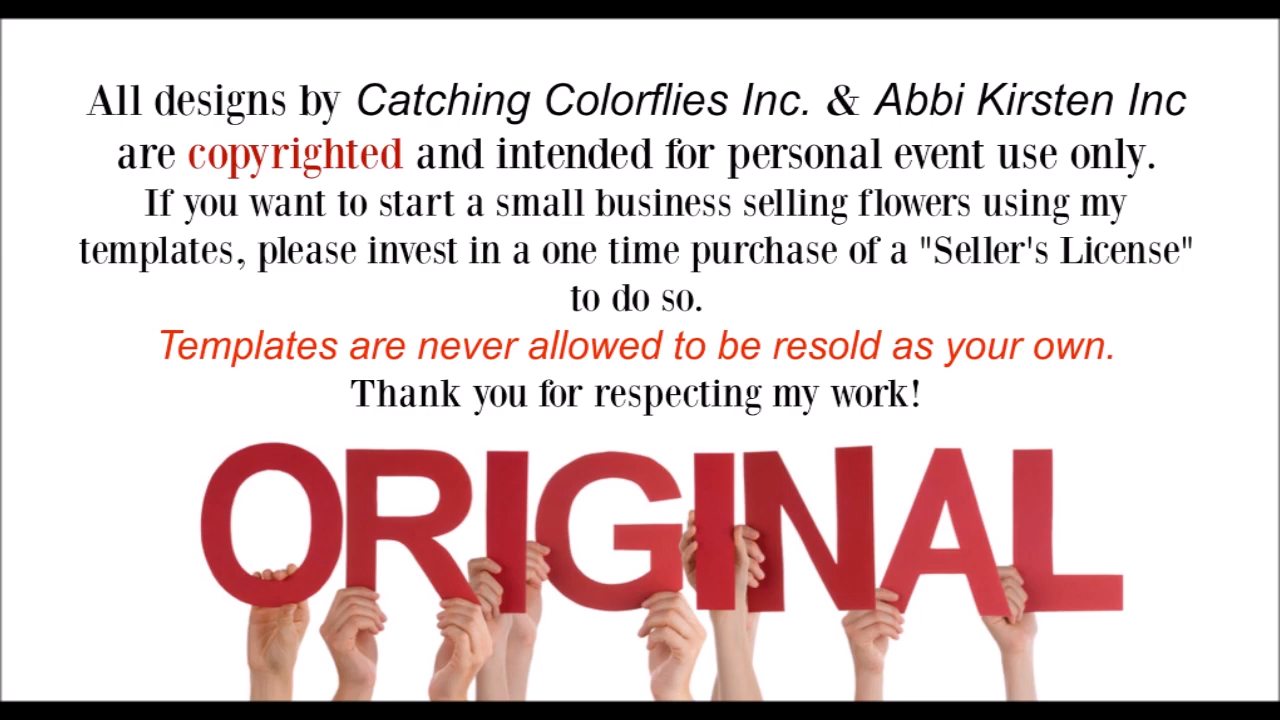 All designs by Catching Colorflies Inc. & Abbi Kirsten Inc
are copyrighted and intended for personal event use only.
If you want to start a small business selling flowers using my
templates, please invest in a one time purchase of a "Seller's License"
to do so.
Templates are never allowed to be resold as your own.
Thank you for respecting my work!
ORIGINAL